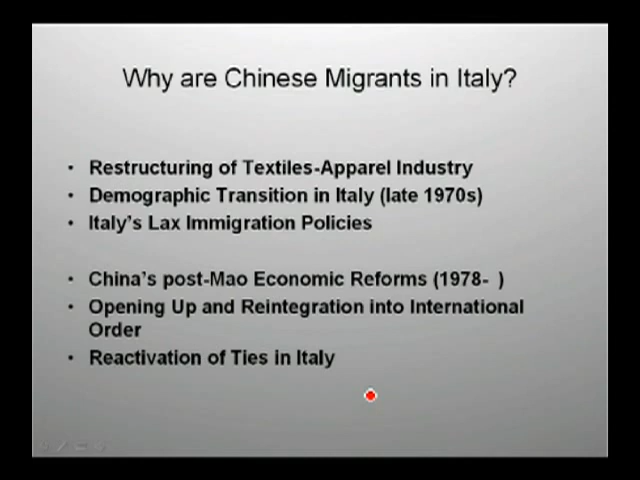 Why are Chinese Migrants in Italy?
• Restructuring of Textiles-Apparel Industry
• Demographic Transition in Italy (late 1970s)
• Italy's Lax Immigration Policies
• China's post-Mao Economic Reforms (1978- )
• Opening Up and Reintegration into International
Order
• Reactivation of Ties in Italy